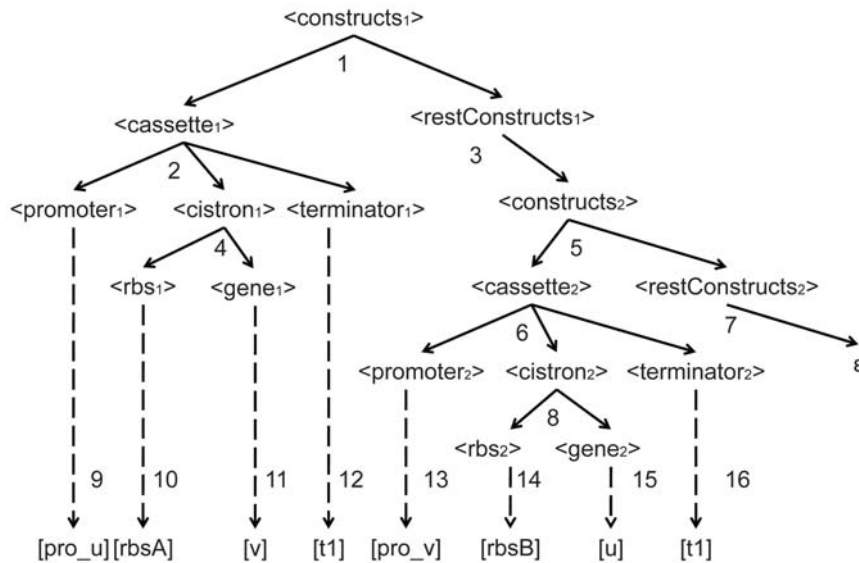 <constructs₁>
1
<cassette₁> <restConstructs₁>
2 3
<promoter₁> <cistron₁> <terminator₁> <constructs₂>
4 5
<rbs₁> <gene₁> <cassette₂> <restConstructs₂>
6 7
<promoter₂> <cistron₂> <terminator₂> ε
8
<rbs₂> <gene₂>
9 10 11 12 13 14 15 16
[pro_u] [rbsA] [v] [t1] [pro_v] [rbsB] [u] [t1]